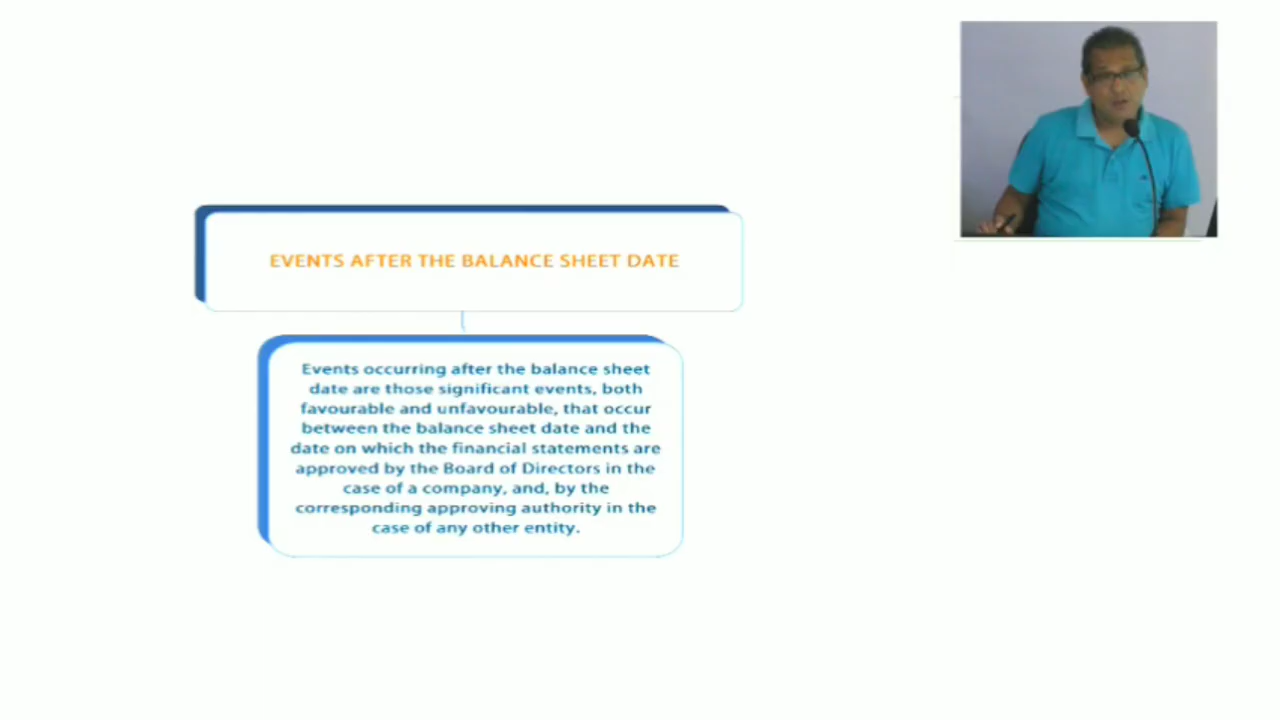 EVENTS AFTER THE BALANCE SHEET DATE
Events occurring after the balance sheet
date are those significant events, both
favourable and unfavourable, that occur
between the balance sheet date and the
date on which the financial statements are
approved by the Board of Directors in the
case of a company, and, by the
corresponding approving authority in the
case of any other entity.